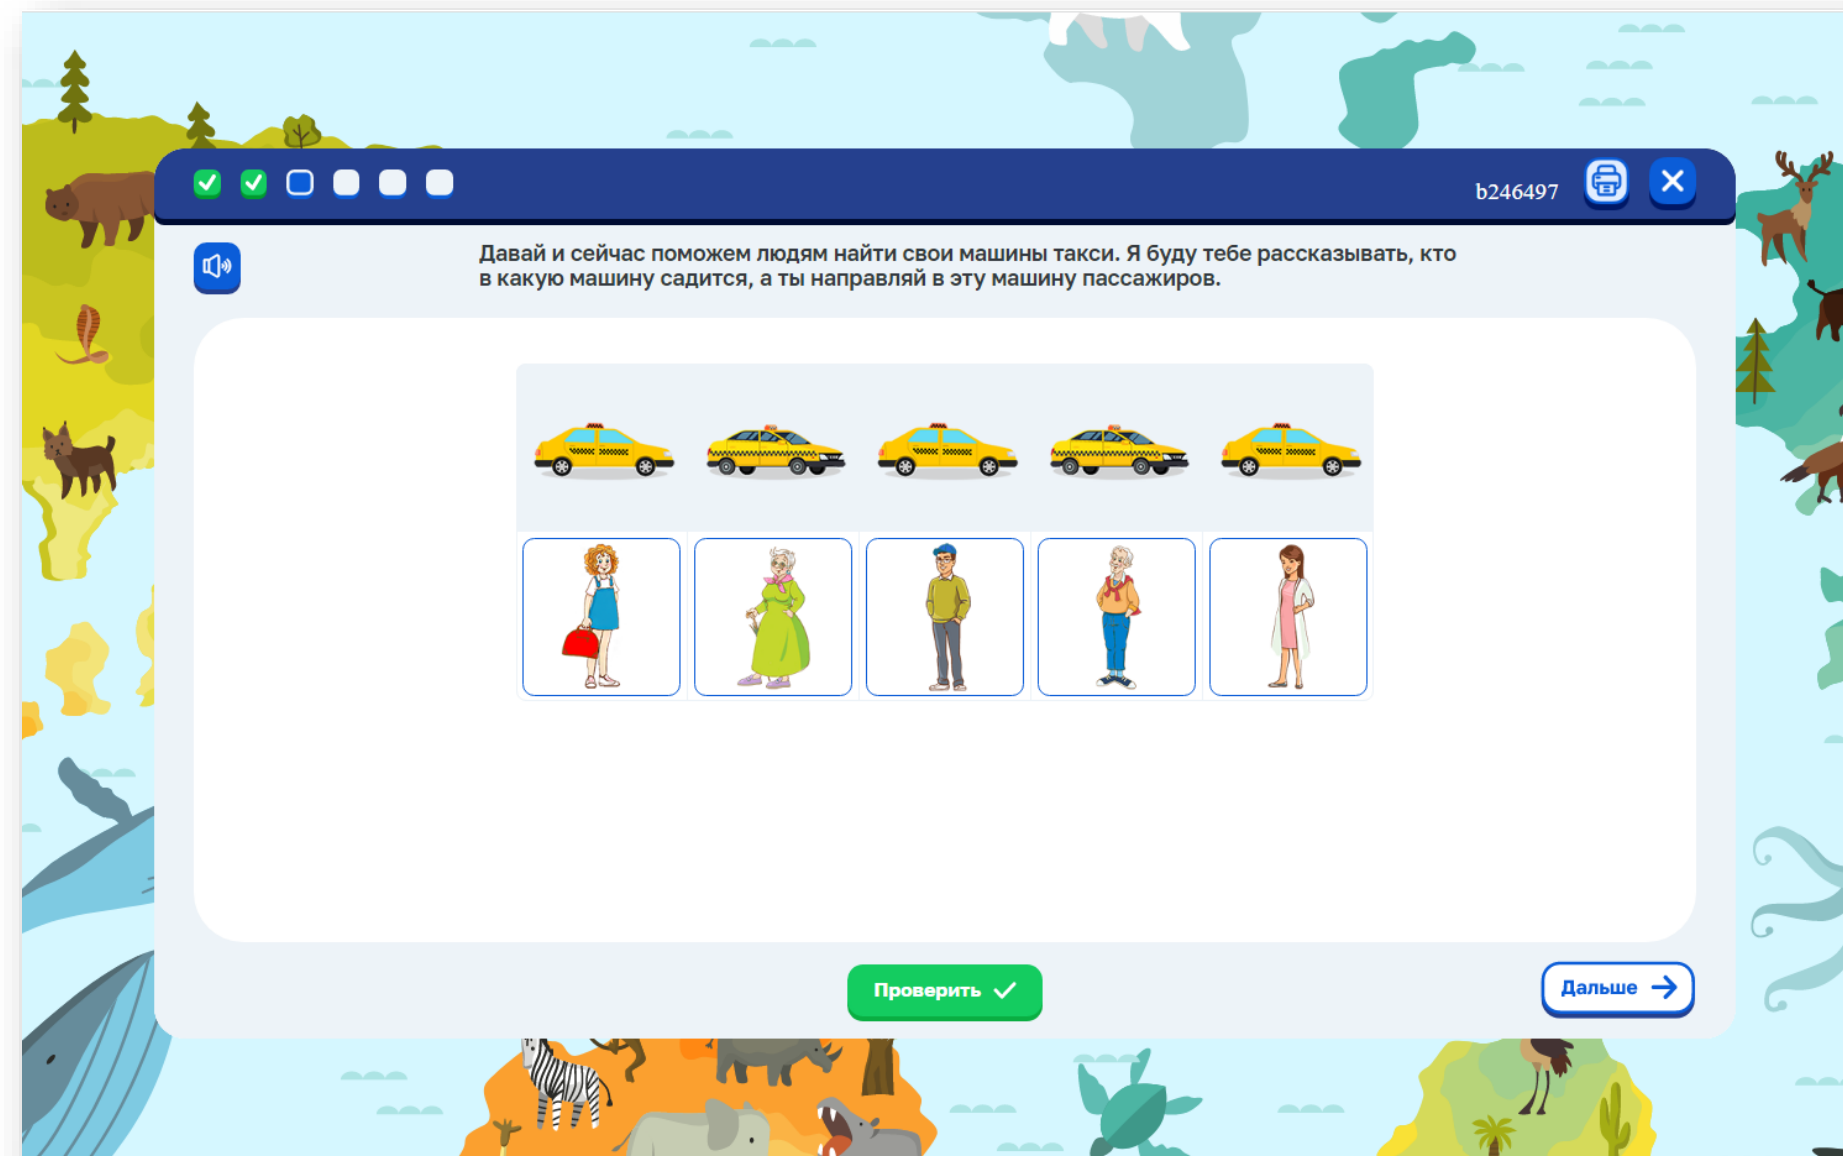 b246497
Давай и сейчас поможем людям найти свои машины такси. Я буду тебе рассказывать, кто
в какую машину садится, а ты направляй в эту машину пассажиров.
Проверить
Дальше